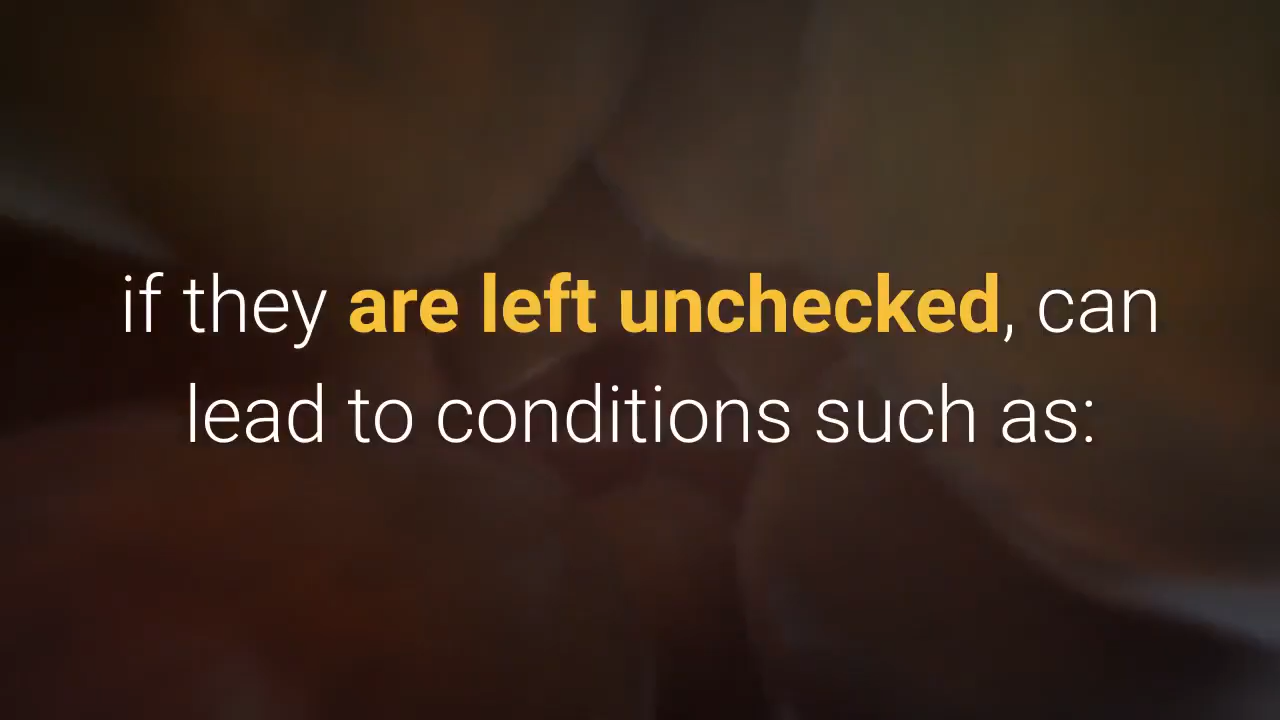 if they are left unchecked, can
lead to conditions such as: